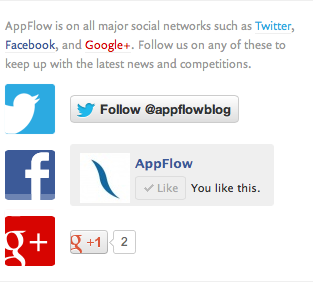 AppFlow is on all major social networks such as Twitter,
Facebook, and Google+. Follow us on any of these to
keep up with the latest news and competitions.
Follow @appflowblog
f
AppFlow
Like You like this.
g+
g +1 2